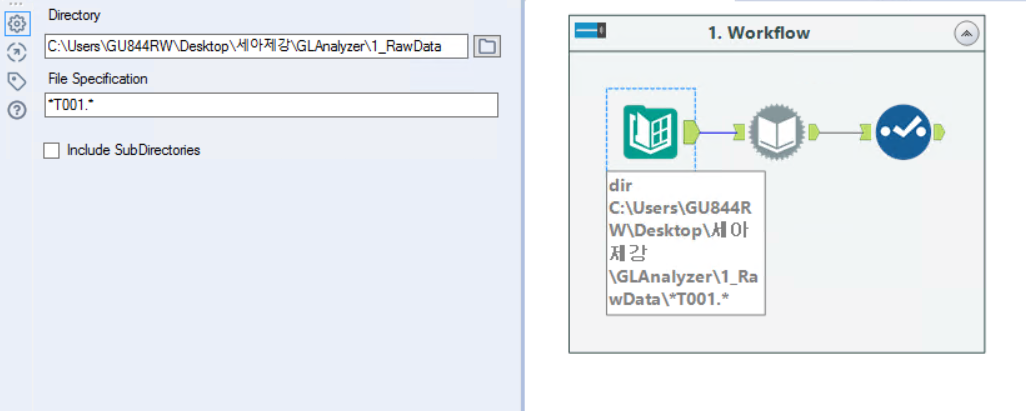 Directory
C:\Users\GU844RW\Desktop\세아제강\GLAnalyzer\1_RawData
File Specification
*T001.*
Include SubDirectories
1. Workflow
dir
C:\Users\GU844R
W\Desktop\세아
제강
\GLAnalyzer\1_Ra
wData\*T001.*